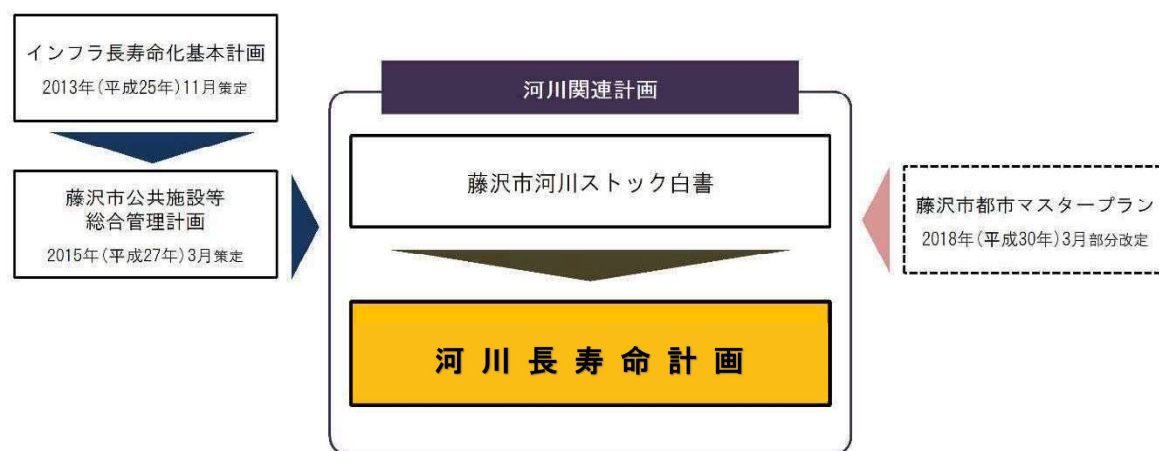 インフラ長寿命化基本計画
2013年(平成25年)11月策定
藤沢市公共施設等
総合管理計画
2015年(平成27年)3月策定
河川関連計画
藤沢市河川ストック白書
河川長寿命計画
藤沢市都市マスタープラン
2018年(平成30年)3月部分改定